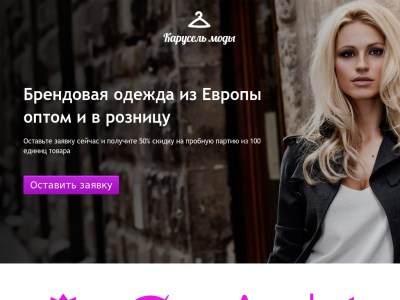 Карусель моды
Брендовая одежда из Европы
оптом и в розницу
Оставьте заявку сейчас и получите 50% скидку на пробную партию из 100
единиц товара
Оставить заявку